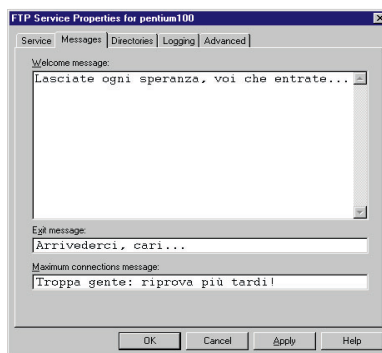 FTP Service Properties for pentium100
Service Messages Directories Logging Advanced
Welcome message:
Lasciate ogni speranza, voi che entrate...
Exit message:
Arrivederci, cari...
Maximum connections message:
Troppa gente: riprova più tardi!
OK Cancel Apply Help